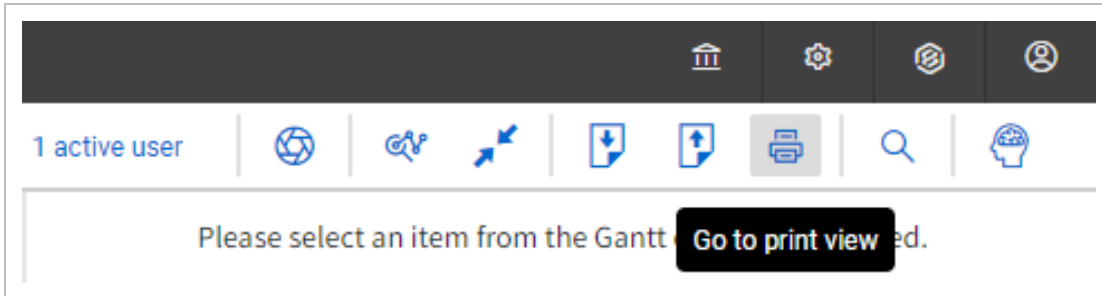 1 active user
Please select an item from the Gantt
Go to print view
ed.